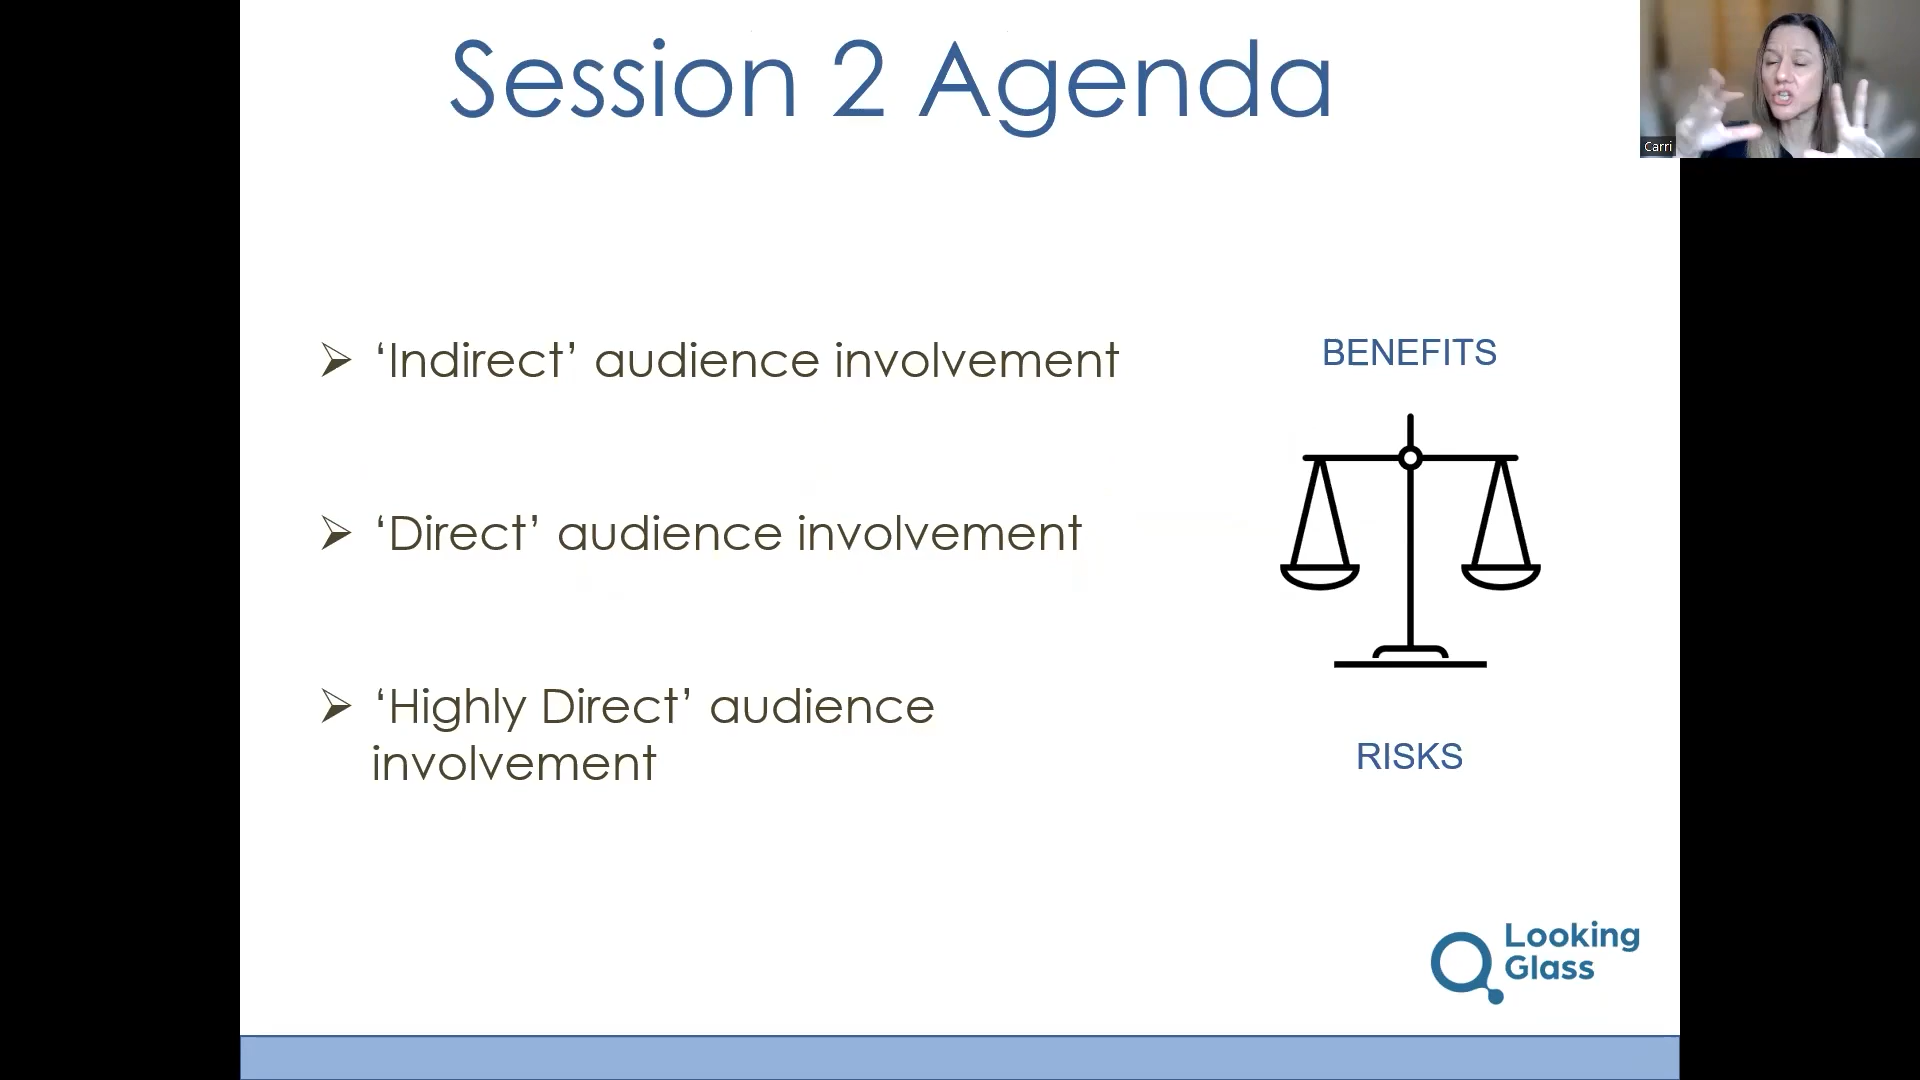 Session 2 Agenda
Carri
‘Indirect’ audience involvement
‘Direct’ audience involvement
‘Highly Direct’ audience
involvement
BENEFITS
RISKS
Looking
Glass